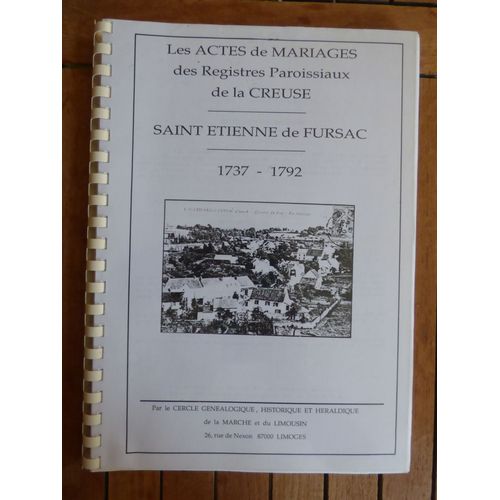 Les ACTES de MARIAGES
des Registres Paroissiaux
de la CREUSE
SAINT ETIENNE de FURSAC
1737 - 1792
Par le CERCLE GENEALOGIQUE, HISTORIQUE ET HERALDIQUE
de la MARCHE et du LIMOUSIN
26, rue de Nexon 87000 LIMOGES